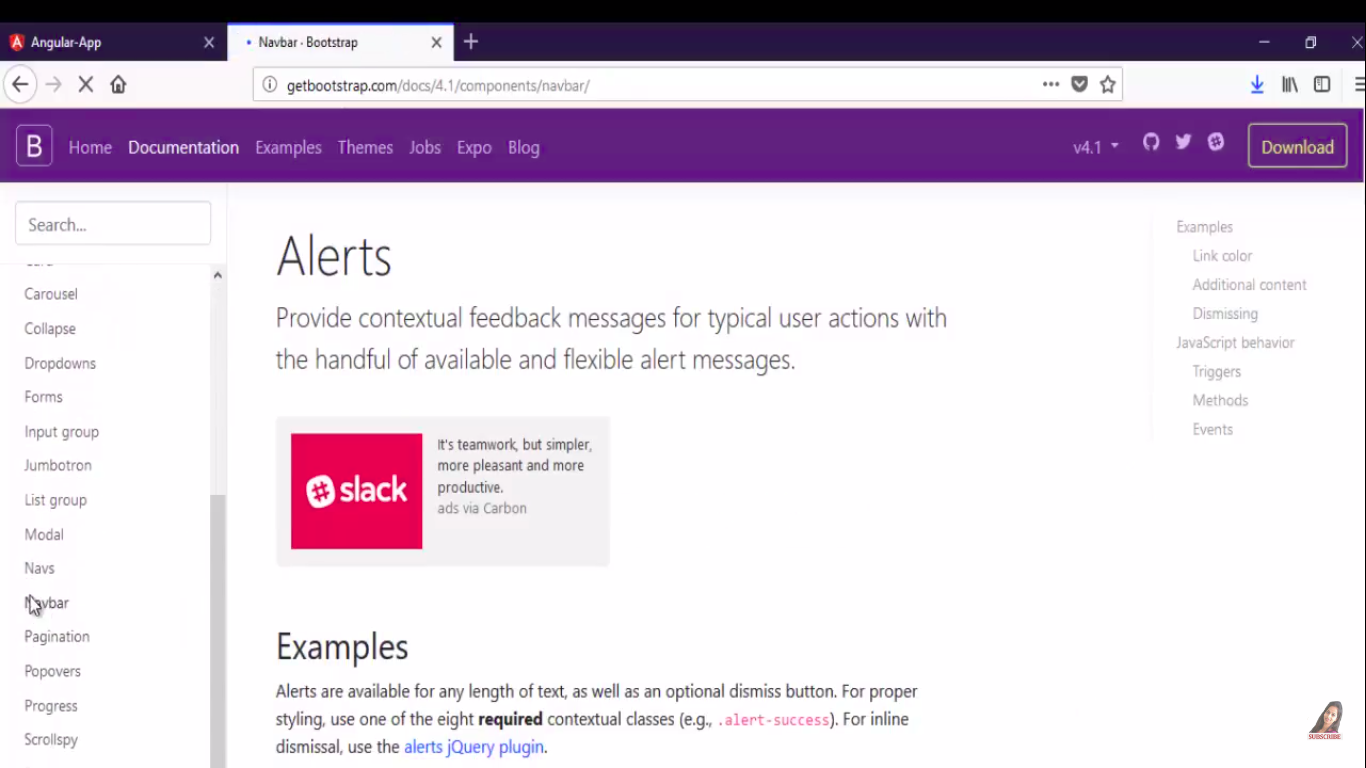 Angular-App
Navbar · Bootstrap
getbootstrap.com/docs/4.1/components/navbar/
B Home Documentation Examples Themes Jobs Expo Blog v4.1 Download
Search...
Carousel
Collapse
Dropdowns
Forms
Input group
Jumbotron
List group
Modal
Navs
Navbar
Pagination
Popovers
Progress
Scrollspy
Alerts
Provide contextual feedback messages for typical user actions with
the handful of available and flexible alert messages.
slack
It's teamwork, but simpler,
more pleasant and more
productive.
ads via Carbon
Examples
Alerts are available for any length of text, as well as an optional dismiss button. For proper
styling, use one of the eight required contextual classes (e.g., .alert-success). For inline
dismissal, use the alerts jQuery plugin.
Examples
Link color
Additional content
Dismissing
JavaScript behavior
Triggers
Methods
Events
SUBSCRIBE